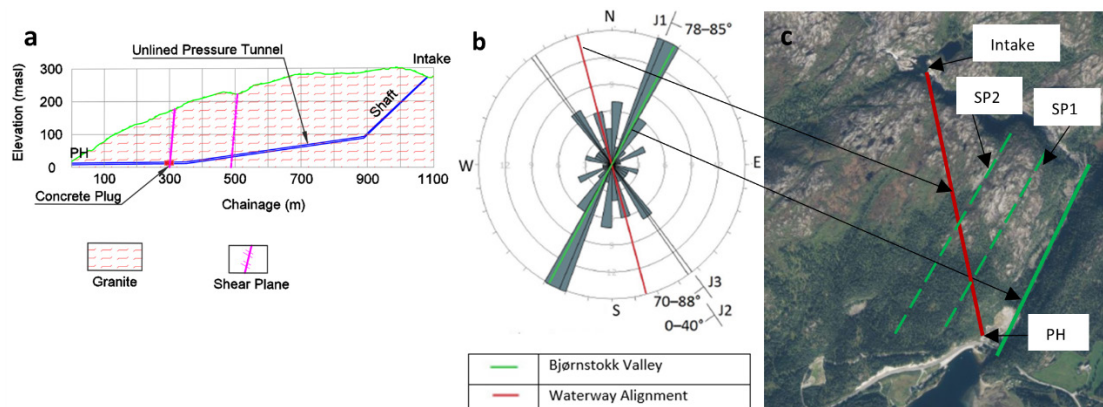 a
Unlined Pressure Tunnel
Intake
Elevation (masl)
300
200
100
0
PH
Shaft
100
300
500
700
900
1100
Concrete Plug
Chainage (m)
Granite
Shear Plane
b
N
J1
78–85°
W
E
12
12
S
J3
70–88°
J2
0–40°
Bjørnstokk Valley
Waterway Alignment
c
Intake
SP2
SP1
PH